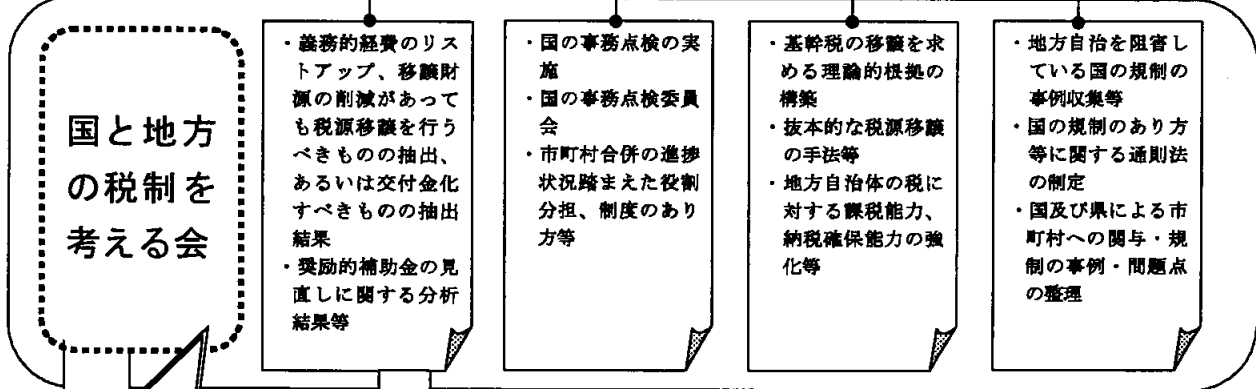 国と地方
の税制を
考える会
・義務的経費のリス
トアップ、移譲財
源の削減があって
も税源移譲を行う
べきものの抽出、
あるいは交付金化
すべきものの抽出
結果
・奨励的補助金の見
直しに関する分析
結果等
・国の事務点検の実
施
・国の事務点検委員
会
・市町村合併の進捗
状況踏まえた役割
分担、制度のあり
方等
・基幹税の移譲を求
める理論的根拠の
構築
・抜本的な税源移譲
の手法等
・地方自治体の税に
対する課税能力、
納税確保能力の強
化等
・地方自治を阻害し
ている国の規制の
事例収集等
・国の規制のあり方
等に関する通則法
の制定
・国及び県による市
町村への関与・規
制の事例・問題点
の整理